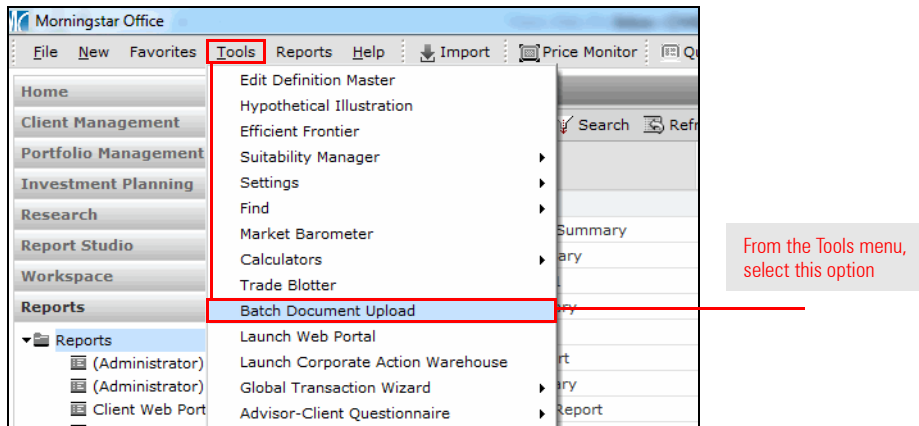 Morningstar Office
File New Favorites Tools Reports Help Import Price Monitor
Home
Client Management
Portfolio Management
Investment Planning
Research
Report Studio
Workspace
Reports
Reports
(Administrator)
(Administrator)
Client Web Port
Edit Definition Master
Hypothetical Illustration
Efficient Frontier
Suitability Manager
Settings
Find
Market Barometer
Calculators
Trade Blotter
Batch Document Upload
Launch Web Portal
Launch Corporate Action Warehouse
Global Transaction Wizard
Advisor-Client Questionnaire
Search Refr
Summary
ary
ry
rt
ary
Report
From the Tools menu,
select this option